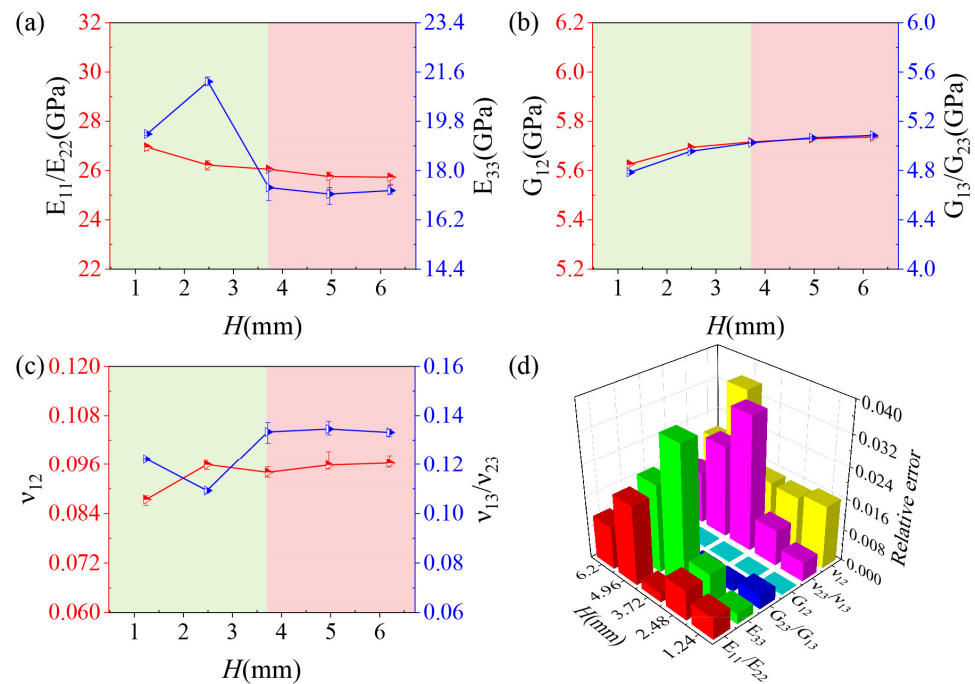 (a)
32
30
28
26
24
22
E11/E22(GPa)
23.4
21.6
19.8
18.0
16.2
14.4
E33(GPa)
1 2 3 4 5 6
H(mm)
(b)
6.2
6.0
5.8
5.6
5.4
5.2
G12(GPa)
6.0
5.6
5.2
4.8
4.4
4.0
G13/G23(GPa)
1 2 3 4 5 6
H(mm)
(c)
0.120
0.108
0.096
0.084
0.072
0.060
ν12
0.16
0.14
0.12
0.10
0.08
0.06
ν13/ν23
1 2 3 4 5 6
H(mm)
(d)
0.040
0.032
0.024
0.016
0.008
0.000
Relative error
6.2
4.96
3.72
2.48
1.24
H(mm)
ν12
ν23/ν13
G12
G23/G13
E33
E11/E22